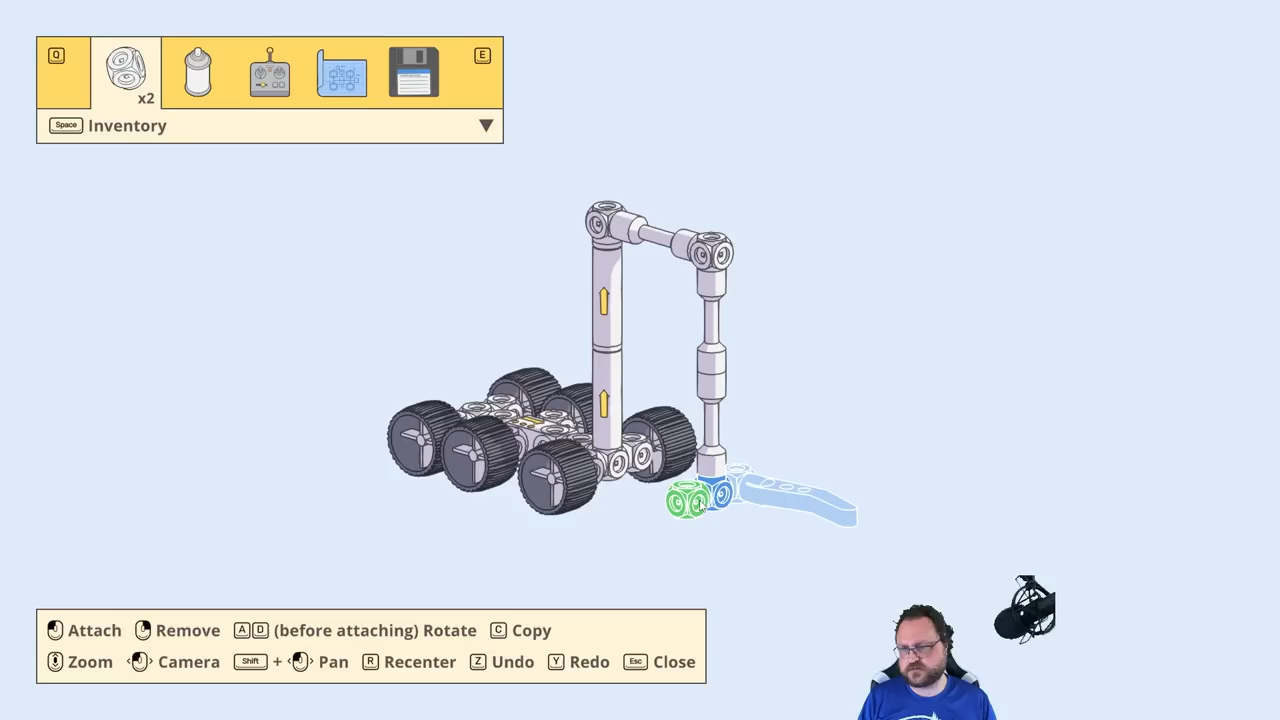 Q
E
x2
Space Inventory
Attach Remove A D (before attaching) Rotate C Copy
Zoom Camera Shift + Pan R Recenter Z Undo Y Redo Esc Close